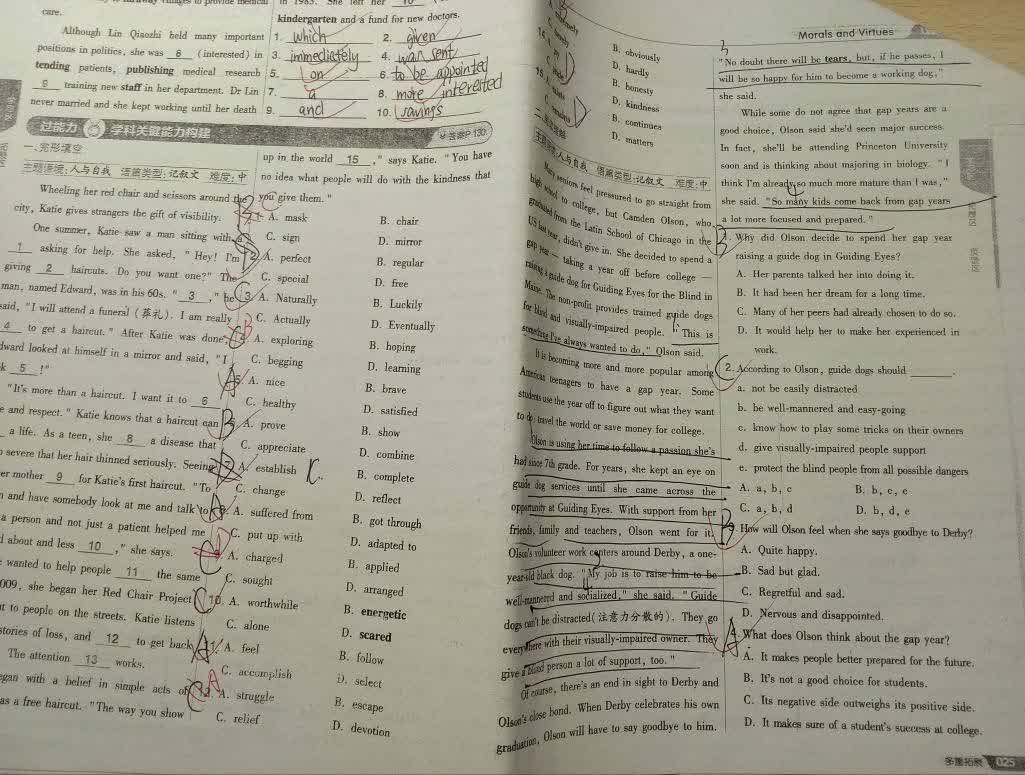 care.
Although Lin Qiaozhi held many important
positions in politics, she was 6 (interested) in
tending patients, publishing medical research
9 training new staff in her department. Dr Lin
never married and she kept working until her death
in 1983. She left her 10
kindergarten and a fund for new doctors.
1. which 2. given
3. immediately 4. was sent
5. on 6. to be appointed
7. a 8. more interested
9. and 10. savings
过能力 学科关键能力构建 答案P130
一、完形填空
主题语境:人与自我 语篇类型:记叙文 难度:中
Wheeling her red chair and scissors around the
city, Katie gives strangers the gift of visibility.
One summer, Katie saw a man sitting with a
1 asking for help. She asked, "Hey! I'm
giving 2 haircuts. Do you want one?" The
man, named Edward, was in his 60s. "3," he
said, "I will attend a funeral (葬礼). I am really
4 to get a haircut." After Katie was done,
Edward looked at himself in a mirror and said, "I
5!"
"It's more than a haircut. I want it to 6
and respect." Katie knows that a haircut can
a life. As a teen, she 8 a disease that
so severe that her hair thinned seriously. Seeing
her mother 9 for Katie's first haircut. "To
and have somebody look at me and talk to
a person and not just a patient helped me
about and less 10," she says.
wanted to help people 11 the same
2009, she began her Red Chair Project
to people on the streets. Katie listens
stories of loss, and 12 to get back
The attention 13 works.
began with a belief in simple acts of
as a free haircut. "The way you show
up in the world 15," says Katie. "You have
no idea what people will do with the kindness that
you give them."
1. A. mask B. chair
C. sign D. mirror
2. A. perfect B. regular
C. special D. free
3. A. Naturally B. Luckily
C. Actually D. Eventually
4. A. exploring B. hoping
C. begging D. learning
B
5. A. nice B. brave
C. healthy D. satisfied
6. A. prove B. show
C. appreciate D. combine
7. A. establish B. complete
C. change D. reflect
C.
8. A. suffered from B. got through
C. put up with D. adapted to
9. A. charged B. applied
C. sought D. arranged
10. A. worthwhile B. energetic
C. alone D. scared
11. A. feel B. follow
C. accomplish D. select
12. A. struggle B. escape
C. relief D. devotion
A
B. obviously
D. hardly
B. honesty
D. kindness
B. continues
D. matters
主题语境:人与自我 语篇类型:记叙文 难度:中
Many seniors feel pressured to go straight from
high school to college, but Camden Olson, who
graduated from the Latin School of Chicago in the
US last year, didn't give in. She decided to spend a
gap year — taking a year off before college —
raising a guide dog for Guiding Eyes for the Blind in
Maine. The non-profit provides trained guide dogs
for blind and visually-impaired people. "This is
something I've always wanted to do," Olson said.
It is becoming more and more popular among
American teenagers to have a gap year. Some
students use the year off to figure out what they want
to do, travel the world or save money for college.
Olson is using her time to follow a passion she's
had since 7th grade. For years, she kept an eye on
guide dog services until she came across the
opportunity at Guiding Eyes. With support from her
friends, family and teachers, Olson went for it.
Olson's volunteer work centers around Derby, a one-
year-old black dog. "My job is to raise him to be
well-mannered and socialized," she said. "Guide
dogs can't be distracted(注意力分散的). They go
everywhere with their visually-impaired owner. They
give a blind person a lot of support, too."
Of course, there's an end in sight to Derby and
Olson's close bond. When Derby celebrates his own
graduation, Olson will have to say goodbye to him.
Morals and Virtues
"No doubt there will be tears, but, if he passes, I
will be so happy for him to become a working dog,"
she said.
While some do not agree that gap years are a
good choice, Olson said she'd seen major success.
In fact, she'll be attending Princeton University
soon and is thinking about majoring in biology. "I
think I'm already so much more mature than I was,"
she said. "So many kids come back from gap years
a lot more focused and prepared."
1. Why did Olson decide to spend her gap year
raising a guide dog in Guiding Eyes?
A. Her parents talked her into doing it.
B. It had been her dream for a long time.
C. Many of her peers had already chosen to do so.
D. It would help her to make her experienced in
work.
2. According to Olson, guide dogs should ______.
a. not be easily distracted
b. be well-mannered and easy-going
c. know how to play some tricks on their owners
d. give visually-impaired people support
e. protect the blind people from all possible dangers
A. a, b, c B. b, c, e
C. a, b, d D. b, d, e
3. How will Olson feel when she says goodbye to Derby?
A. Quite happy.
B. Sad but glad.
C. Regretful and sad.
D. Nervous and disappointed.
4. What does Olson think about the gap year?
A. It makes people better prepared for the future.
B. It's not a good choice for students.
C. Its negative side outweighs its positive side.
D. It makes sure of a student's success at college.
025